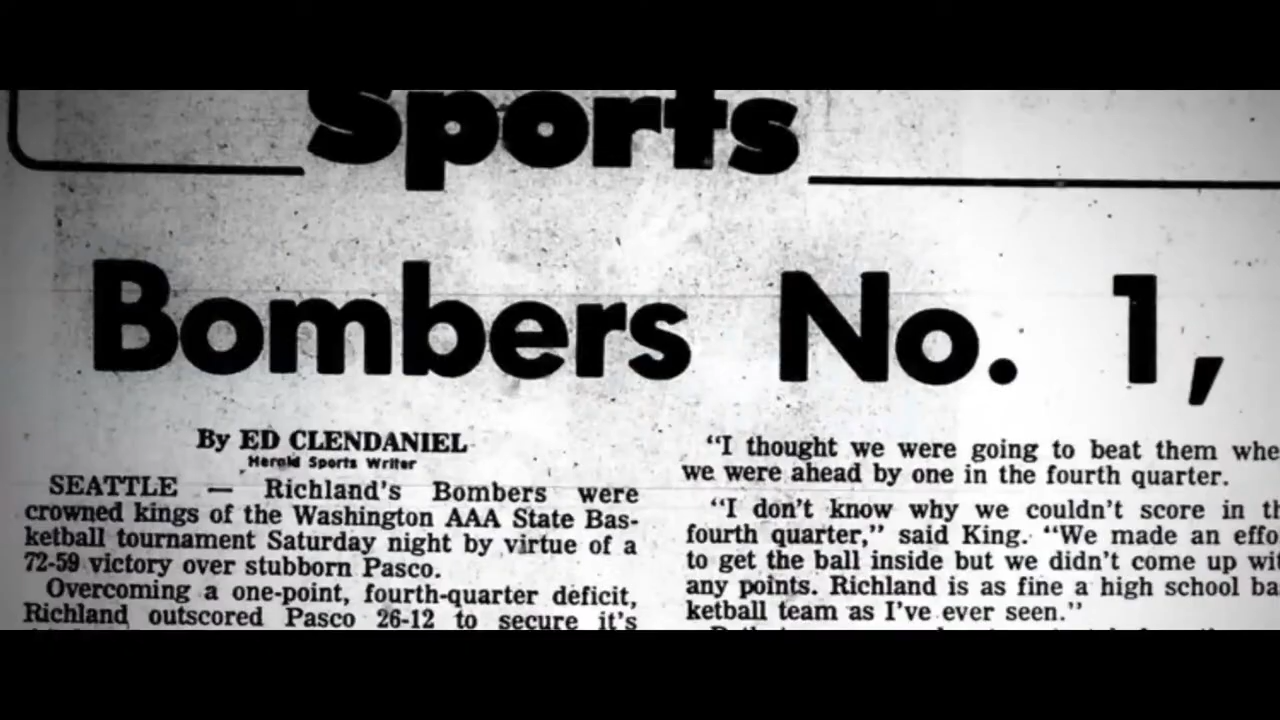 Sports
Bombers No. 1,
By ED CLENDANIEL
Herald Sports Writer
SEATTLE — Richland's Bombers were
crowned kings of the Washington AAA State Bas-
ketball tournament Saturday night by virtue of a
72-59 victory over stubborn Pasco.
Overcoming a one-point, fourth-quarter deficit,
Richland outscored Pasco 26-12 to secure it's
"I thought we were going to beat them whe
we were ahead by one in the fourth quarter.
"I don't know why we couldn't score in th
fourth quarter," said King. "We made an effo
to get the ball inside but we didn't come up wit
any points. Richland is as fine a high school ba
ketball team as I've ever seen."